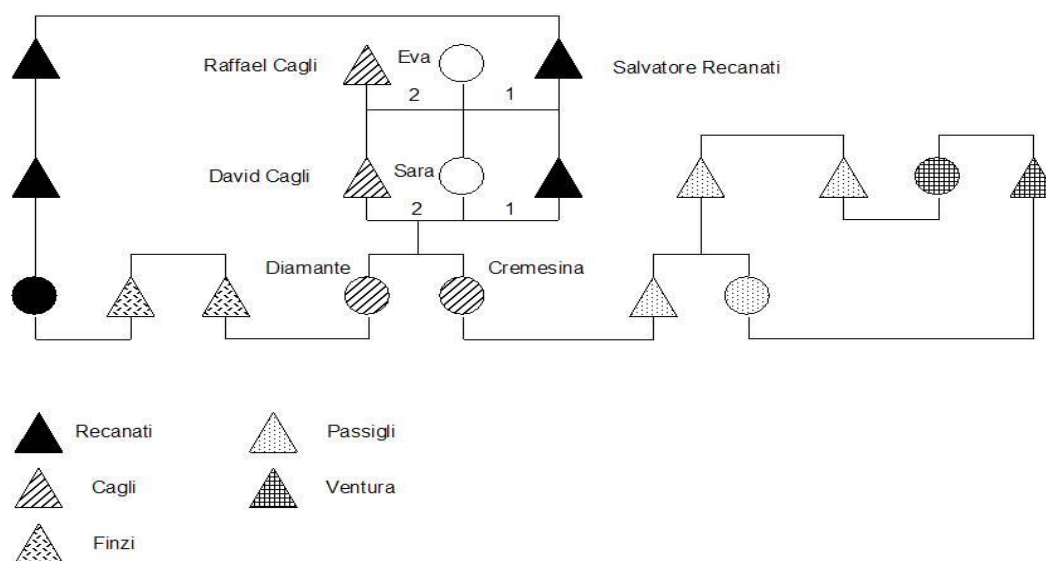 Raffael Cagli
Eva
Salvatore Recanati
2
1
David Cagli
Sara
2
1
Diamante
Cremesina
Recanati
Passigli
Cagli
Ventura
Finzi